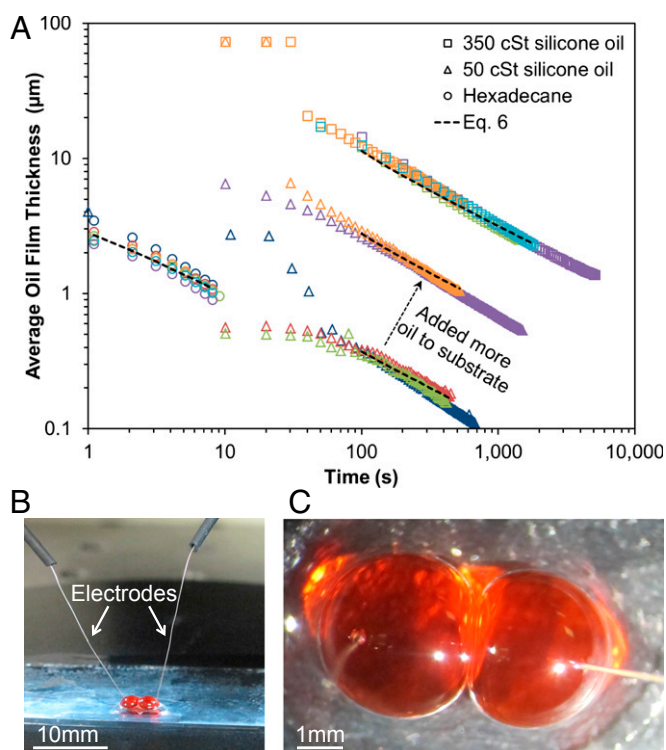 A
Average Oil Film Thickness (μm)
100
10
1
0.1
350 cSt silicone oil
50 cSt silicone oil
Hexadecane
Eq. 6
Added more
oil to substrate
1
10
100
1,000
10,000
Time (s)
B
Electrodes
10mm
C
1mm